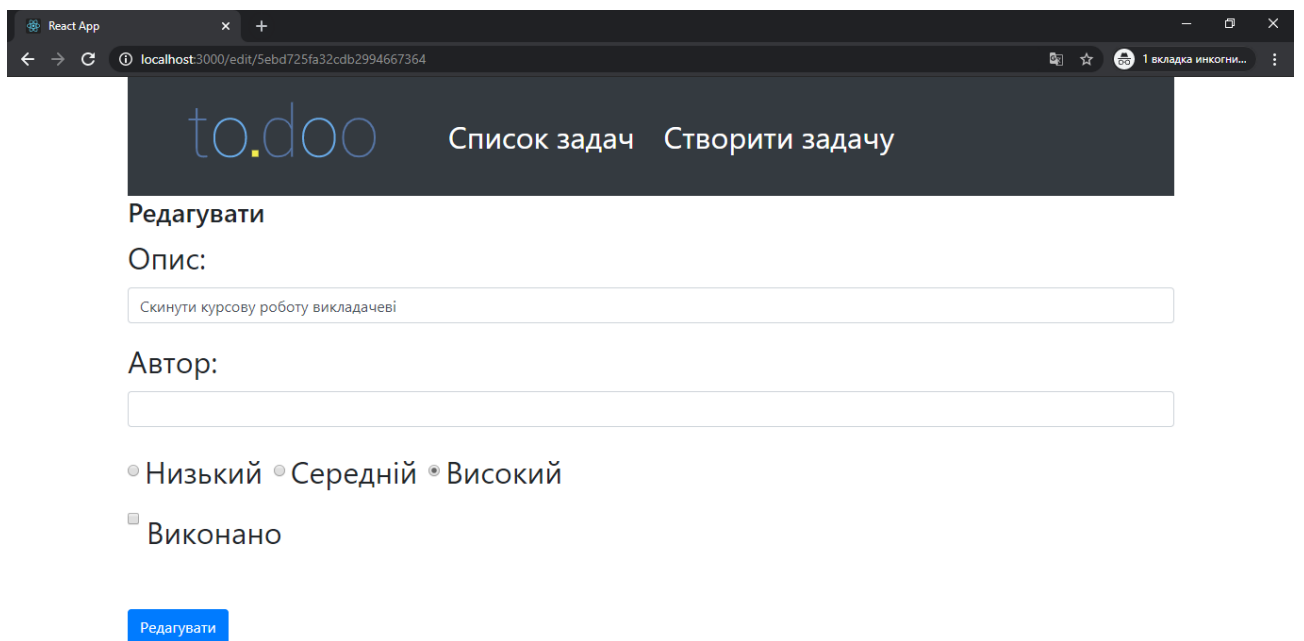 React App
localhost:3000/edit/5ebd725fa32cdb2994667364
1 вкладка инкогни...
to.doo Список задач Створити задачу
Редагувати
Опис:
Скинути курсову роботу викладачеві
Автор:
Низький Середній Високий
Виконано
Редагувати